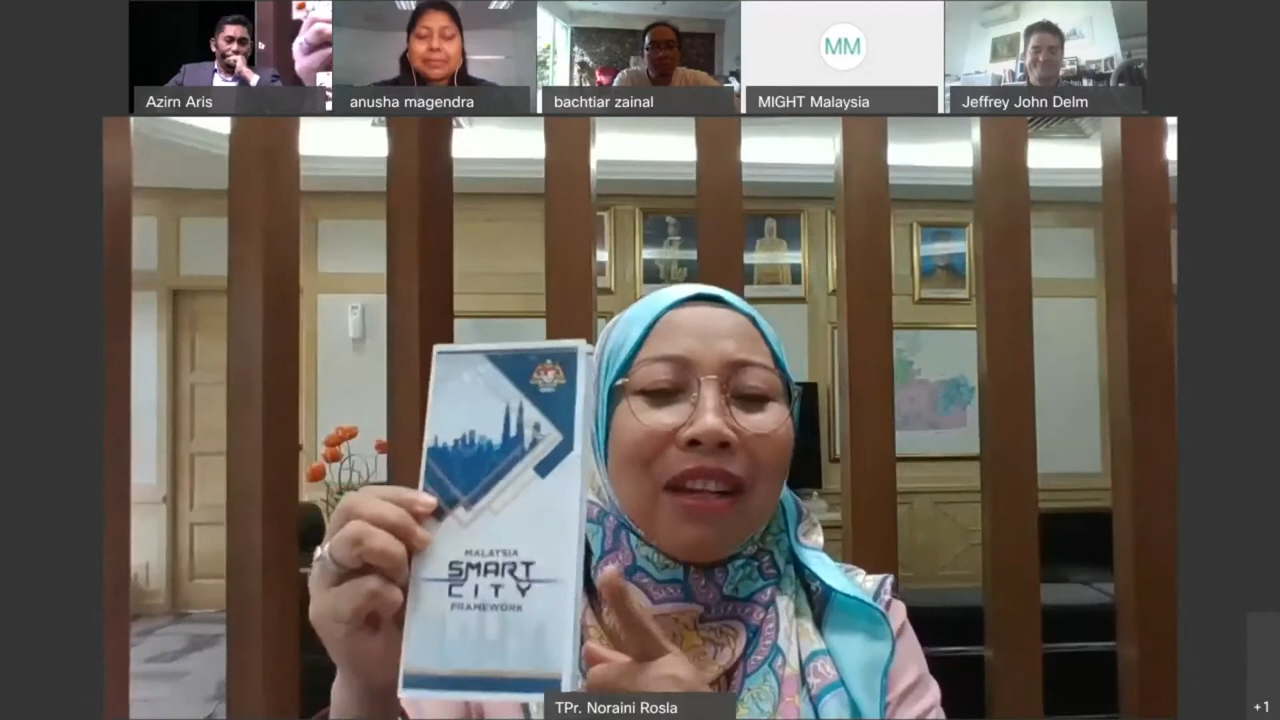 Azirn Aris
anusha magendra
bachtiar zainal
MM
MIGHT Malaysia
Jeffrey John Delm
MALAYSIA
SMART
CITY
FRAMEWORK
TPr. Noraini Rosla
+1